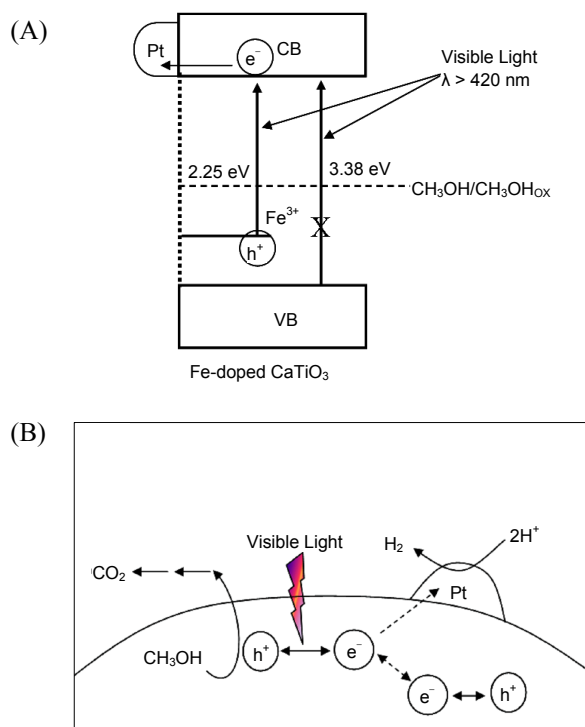 (A)
Pt
e⁻
CB
Visible Light
λ > 420 nm
2.25 eV
3.38 eV
CH₃OH/CH₃OH_OX
Fe³⁺
X
h⁺
VB
Fe-doped CaTiO₃
(B)
Visible Light
H₂
2H⁺
CO₂
Pt
CH₃OH
h⁺
e⁻
e⁻
h⁺